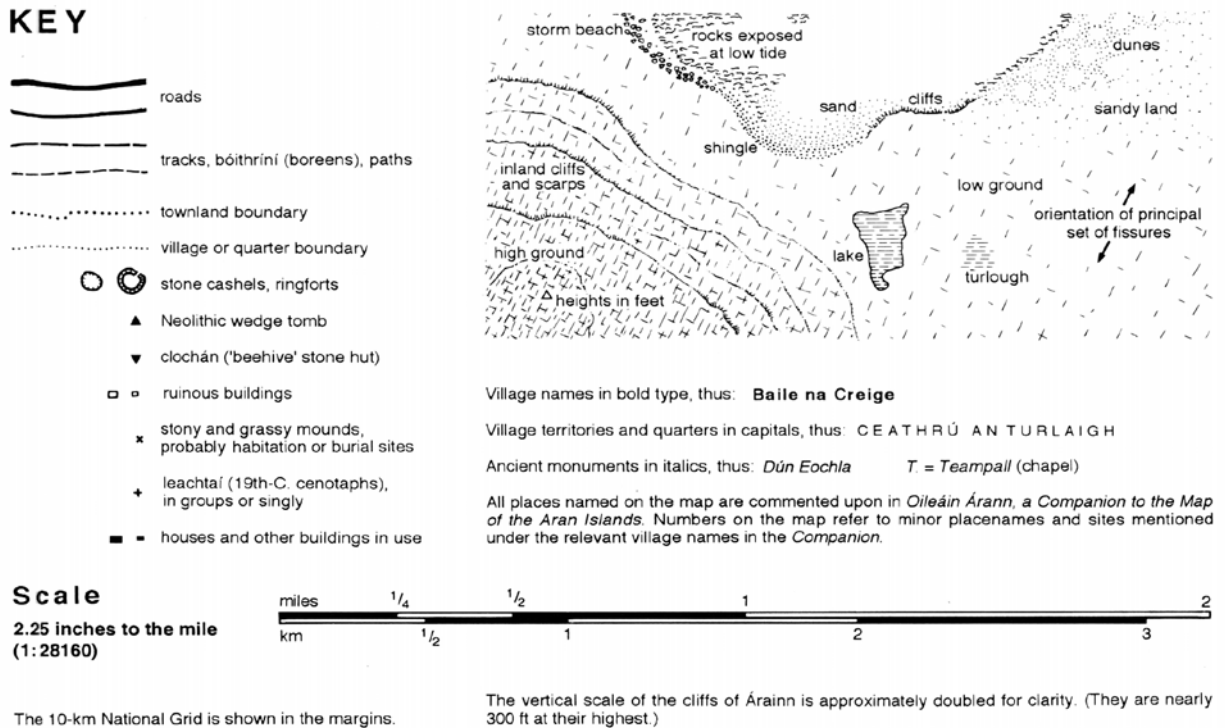 KEY
roads
tracks, bóithríní (boreens), paths
townland boundary
village or quarter boundary
stone cashels, ringforts
Neolithic wedge tomb
clochán ('beehive' stone hut)
ruinous buildings
stony and grassy mounds,
probably habitation or burial sites
leachtaí (19th-C. cenotaphs),
in groups or singly
houses and other buildings in use
storm beach
rocks exposed
at low tide
dunes
sand
cliffs
sandy land
shingle
inland cliffs
and scarps
low ground
orientation of principal
set of fissures
high ground
lake
turlough
heights in feet
Village names in bold type, thus: Baile na Creige
Village territories and quarters in capitals, thus: CEATHRÚ AN TURLAIGH
Ancient monuments in italics, thus: Dún Eochla T. = Teampall (chapel)
All places named on the map are commented upon in Oileáin Árann, a Companion to the Map
of the Aran Islands. Numbers on the map refer to minor placenames and sites mentioned
under the relevant village names in the Companion.
Scale
2.25 inches to the mile
(1:28160)
miles 1/4 1/2 1 2
km 1/2 1 2 3
The 10-km National Grid is shown in the margins.
The vertical scale of the cliffs of Árainn is approximately doubled for clarity. (They are nearly
300 ft at their highest.)